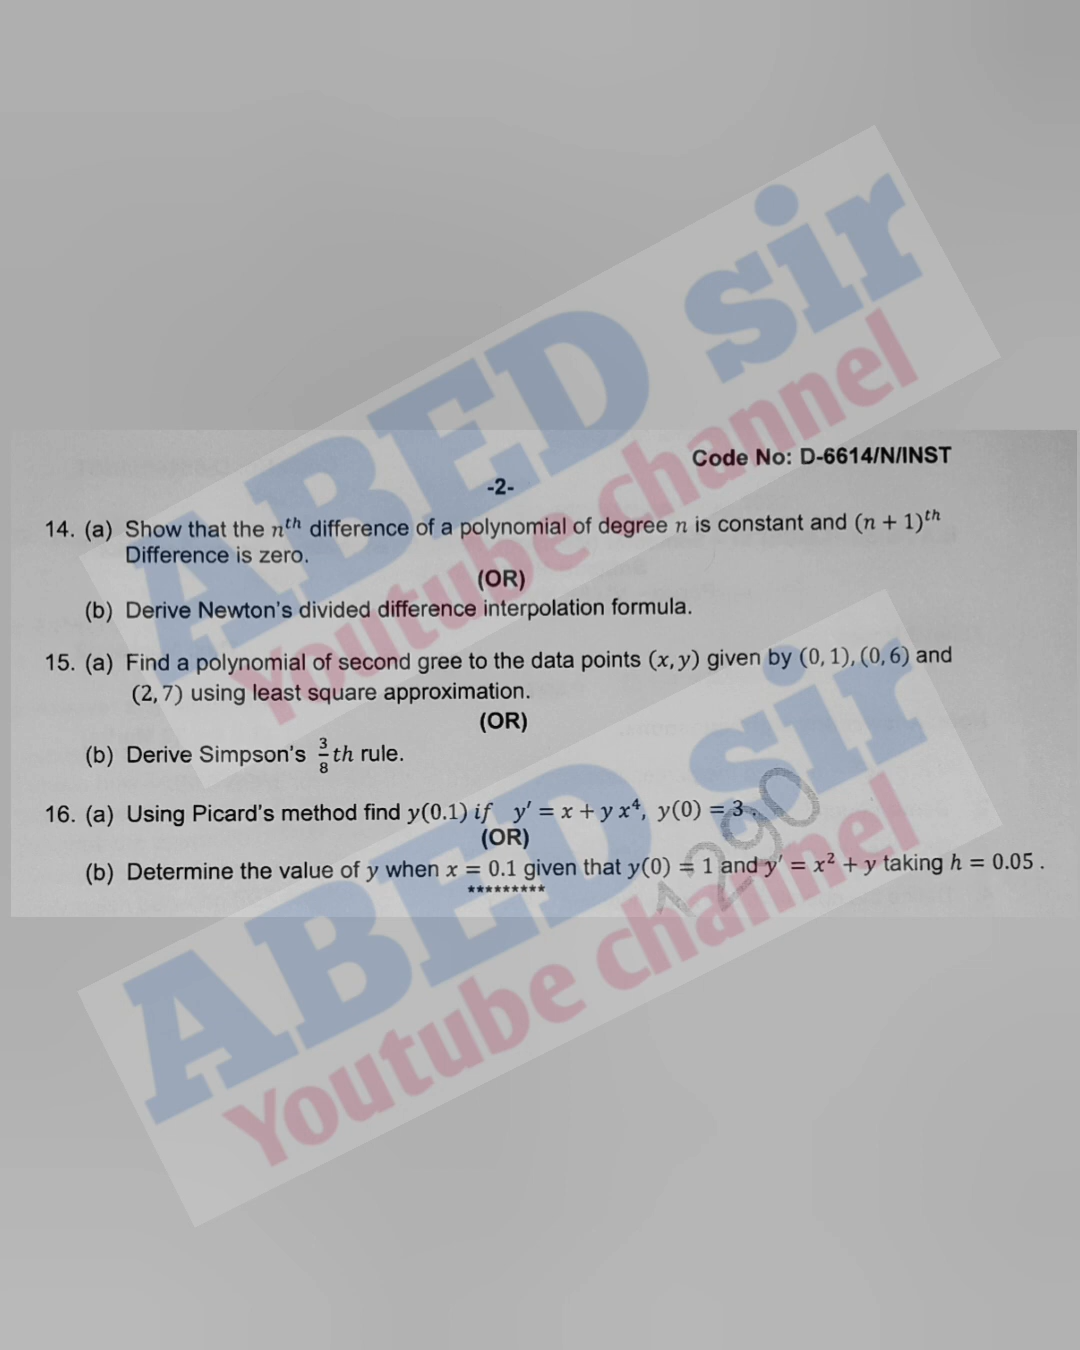 Code No: D-6614/N/INST
-2-
14. (a) Show that the nᵗʰ difference of a polynomial of degree n is constant and (n + 1)ᵗʰ
Difference is zero.
(OR)
(b) Derive Newton's divided difference interpolation formula.
15. (a) Find a polynomial of second gree to the data points (x, y) given by (0, 1), (0, 6) and
(2, 7) using least square approximation.
(OR)
(b) Derive Simpson's 3/8 th rule.
16. (a) Using Picard's method find y(0.1) if y′ = x + y x⁴, y(0) = 3.
(OR)
(b) Determine the value of y when x = 0.1 given that y(0) = 1 and y′ = x² + y taking h = 0.05 .
*********
ABED sir
Youtube channel
ABED sir
Youtube channel